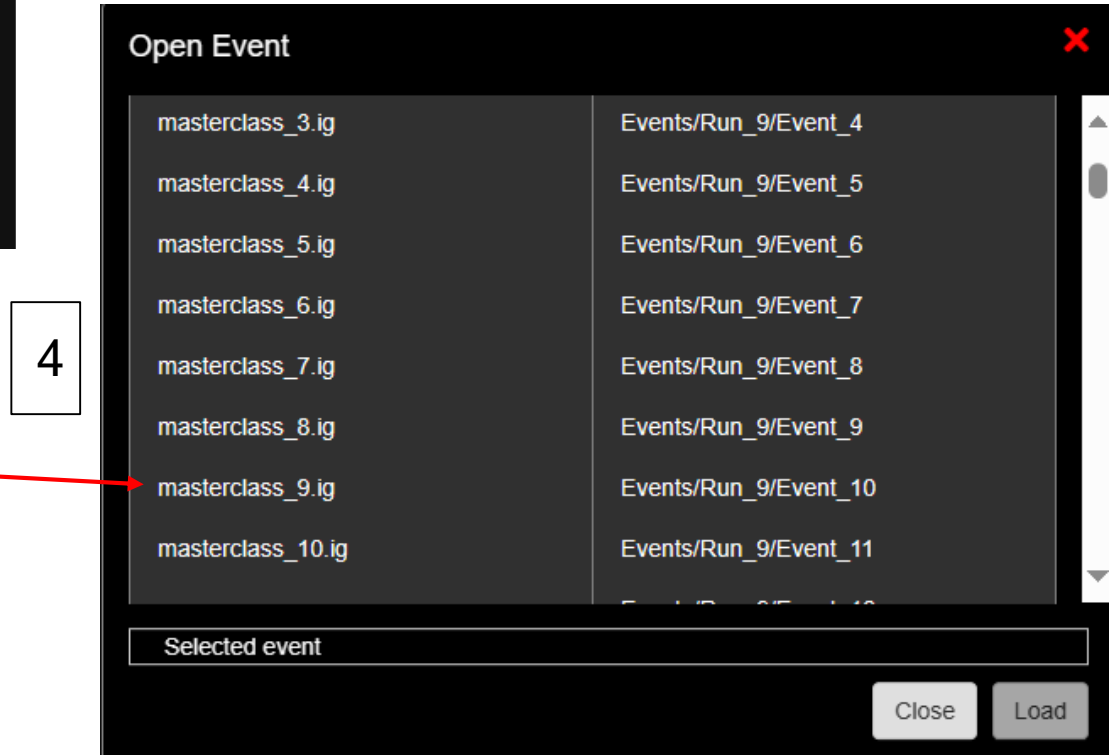 Open Event
masterclass_3.ig
Events/Run_9/Event_4
masterclass_4.ig
Events/Run_9/Event_5
masterclass_5.ig
Events/Run_9/Event_6
masterclass_6.ig
Events/Run_9/Event_7
4
masterclass_7.ig
Events/Run_9/Event_8
masterclass_8.ig
Events/Run_9/Event_9
masterclass_9.ig
Events/Run_9/Event_10
masterclass_10.ig
Events/Run_9/Event_11
Selected event
Close
Load